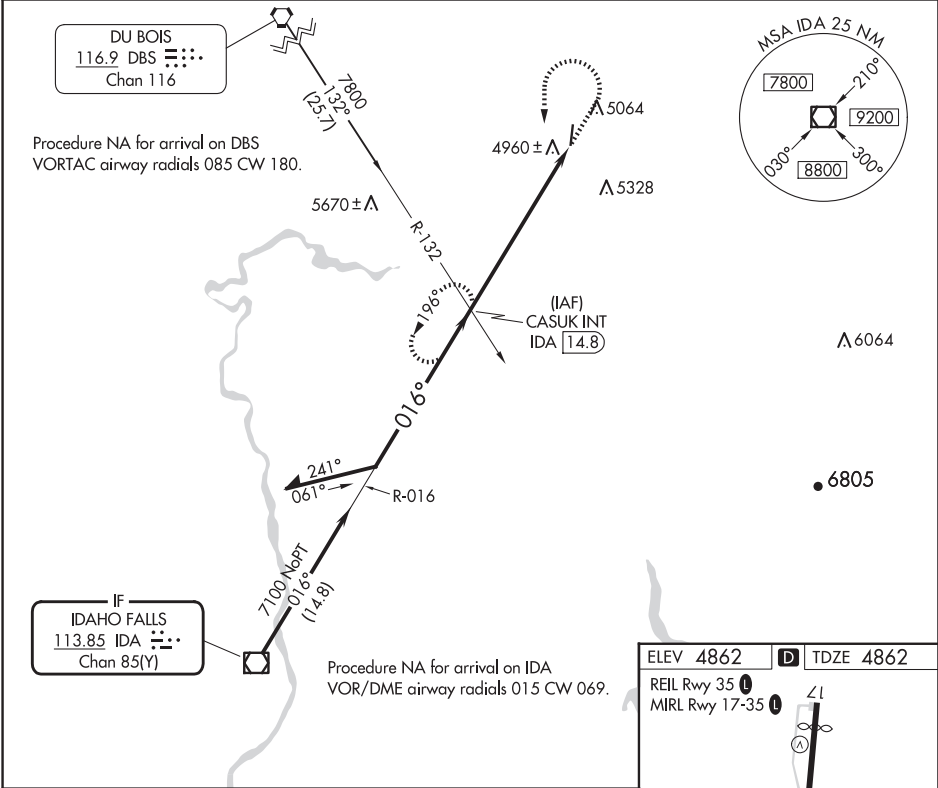 DU BOIS
116.9 DBS
Chan 116
Procedure NA for arrival on DBS
VORTAC airway radials 085 CW 180.
7800
132°
(25.7)
R-132
5670 ±
5064
4960 ±
5328
MSA IDA 25 NM
7800
210°
9200
030°
8800
300°
196°
(IAF)
CASUK INT
IDA 14.8
6064
016°
6805
241°
061°
R-016
7100 NoPT
016°
(14.8)
IF
IDAHO FALLS
113.85 IDA
Chan 85(Y)
Procedure NA for arrival on IDA
VOR/DME airway radials 015 CW 069.
ELEV 4862 D TDZE 4862
REIL Rwy 35 L
MIRL Rwy 17-35 L
17